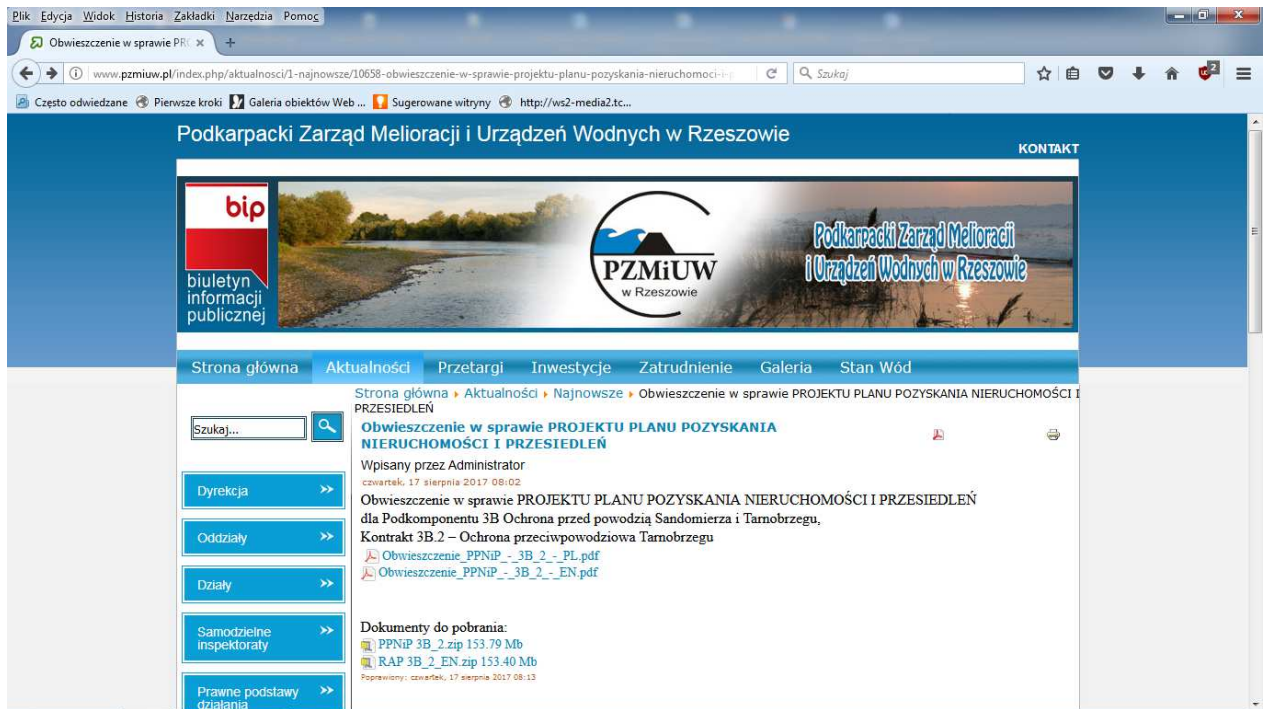 Plik Edycja Widok Historia Zakładki Narzędzia Pomoc
Obwieszczenie w sprawie PR
www.pzmiuw.pl/index.php/aktualnosci/1-najnowsze/10658-obwieszczenie-w-sprawie-projektu-planu-pozyskania-nieruchomoci-i-p
Szukaj
2
Często odwiedzane Pierwsze kroki Galeria obiektów Web ... Sugerowane witryny http://ws2-media2.tc...
Podkarpacki Zarząd Melioracji i Urządzeń Wodnych w Rzeszowie
KONTAKT
bip
biuletyn
informacji
publicznej
PZMiUW
w Rzeszowie
Podkarpacki Zarząd Melioracji
i Urządzeń Wodnych w Rzeszowie
Strona główna Aktualności Przetargi Inwestycje Zatrudnienie Galeria Stan Wód
Strona główna Aktualności Najnowsze Obwieszczenie w sprawie PROJEKTU PLANU POZYSKANIA NIERUCHOMOŚCI I
PRZESIEDLEŃ
Szukaj...
Dyrekcja
Oddziały
Działy
Samodzielne
inspektoraty
Prawne podstawy
działania
Obwieszczenie w sprawie PROJEKTU PLANU POZYSKANIA
NIERUCHOMOŚCI I PRZESIEDLEŃ
Wpisany przez Administrator
czwartek, 17 sierpnia 2017 08:02
Obwieszczenie w sprawie PROJEKTU PLANU POZYSKANIA NIERUCHOMOŚCI I PRZESIEDLEŃ
dla Podkomponentu 3B Ochrona przed powodzią Sandomierza i Tarnobrzegu,
Kontrakt 3B.2 – Ochrona przeciwpowodziowa Tarnobrzegu
Obwieszczenie_PPNiP_-_3B_2_-_PL.pdf
Obwieszczenie_PPNiP_-_3B_2_-_EN.pdf
Dokumenty do pobrania:
PPNiP 3B_2.zip 153.79 Mb
RAP 3B_2_EN.zip 153.40 Mb
Poprawiony: czwartek, 17 sierpnia 2017 08:13